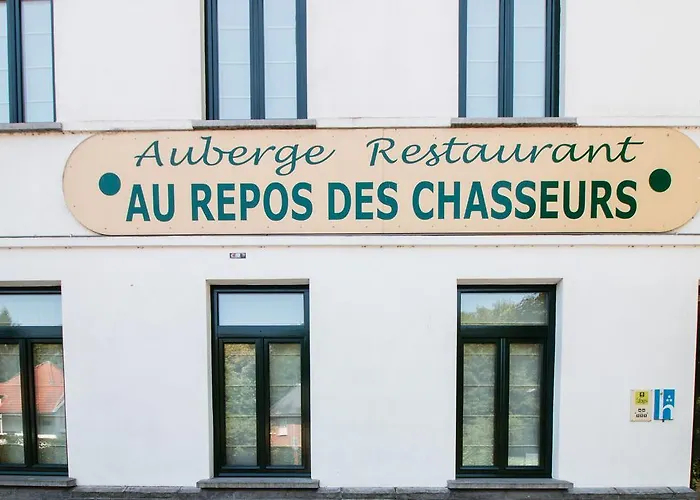 Auberge Restaurant
AU REPOS DES CHASSEURS
h